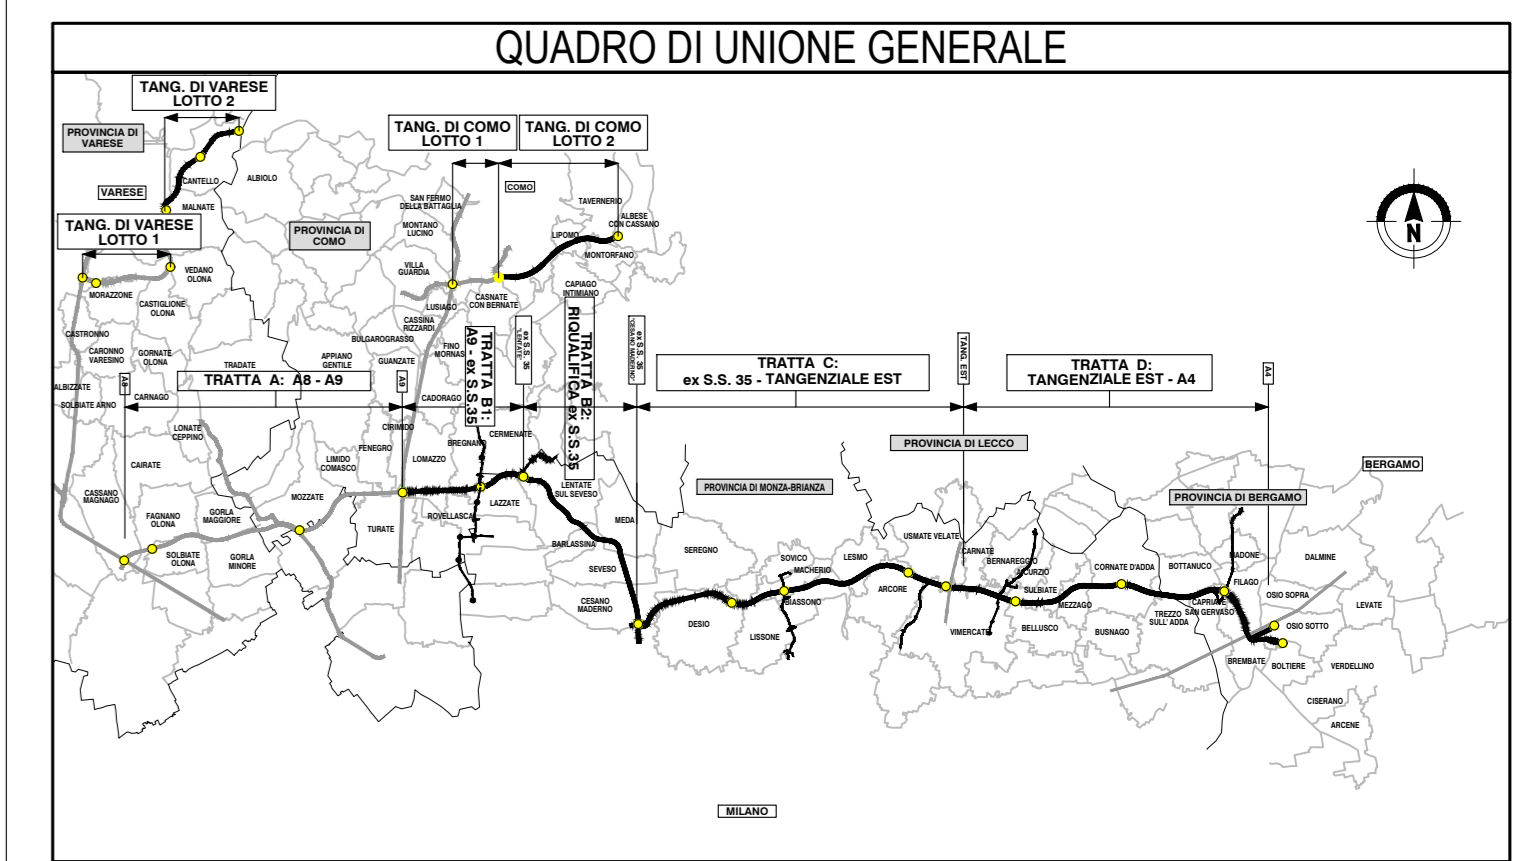 QUADRO DI UNIONE GENERALE
TANG. DI VARESE
LOTTO 2
PROVINCIA DI
VARESE
TANG. DI COMO
LOTTO 1
TANG. DI COMO
LOTTO 2
CANTELLO
ALBIOLO
VARESE
COMO
MALNATE
SAN FERMO
DELLA BATTAGLIA
TAVERNERIO
ALBESE
CON CASSANO
TANG. DI VARESE
LOTTO 1
PROVINCIA DI
COMO
MONTANO
LUCINO
LIPOMO
MONTORFANO
N
VEDANO
OLONA
VILLA
GUARDIA
MORAZZONE
CAPIAGO
INTIMIANO
CASTIGLIONE
OLONA
LUSIAGO
CASNATE
CON BERNATE
CASSINA
RIZZARDI
CASTRONNO
BULGAROGRASSO
FINO
MORNAS
CARONNO
VARESINO
GORNATE
OLONA
TRADATE
APPIANO
GENTILE
GUANZATE
TRATTA B1:
A9 - ex S.S.35
ex S.S. 35
"LENTATE"
TRATTA B2:
RIQUALIFICA ex S.S.35
ex S.S. 35
"CESANO MADERNO"
TRATTA C:
ex S.S. 35 - TANGENZIALE EST
TANG. EST
TRATTA D:
TANGENZIALE EST - A4
A4
ALBIZZATE
A8
TRATTA A: A8 - A9
A9
SOLBIATE ARNO
CARNAGO
CADORAGO
LONATE
CEPPINO
CIRIMIDO
CERMENATE
FENEGRO
BREGNANO
PROVINCIA DI LECCO
CAIRATE
LIMIDO
COMASCO
LOMAZZO
BERGAMO
CASSANO
MAGNAGO
MOZZATE
LENTATE
SUL SEVESO
PROVINCIA DI MONZA-BRIANZA
PROVINCIA DI BERGAMO
FAGNANO
OLONA
GORLA
MAGGIORE
TURATE
ROVELLASCA
LAZZATE
MEDA
SOLBIATE
OLONA
GORLA
MINORE
BARLASSINA
SEREGNO
SOVICO
LESMO
USMATE VELATE
CARNATE
BERNAREGGIO
MADONE
DALMINE
SEVESO
MACHERIO
AICURZIO
CORNATE D'ADDA
BOTTANUCO
FILAGO
CESANO
MADERNO
BIASSONO
ARCORE
SULBIATE
MEZZAGO
CAPRIATE
SAN GERVASO
OSIO SOPRA
LEVATE
DESIO
LISSONE
VIMERCATE
BELLUSCO
BUSNAGO
TREZZO
SULL' ADDA
OSIO SOTTO
BREMBATE
BOLTIERE
VERDELLINO
CISERANO
ARCENE
MILANO